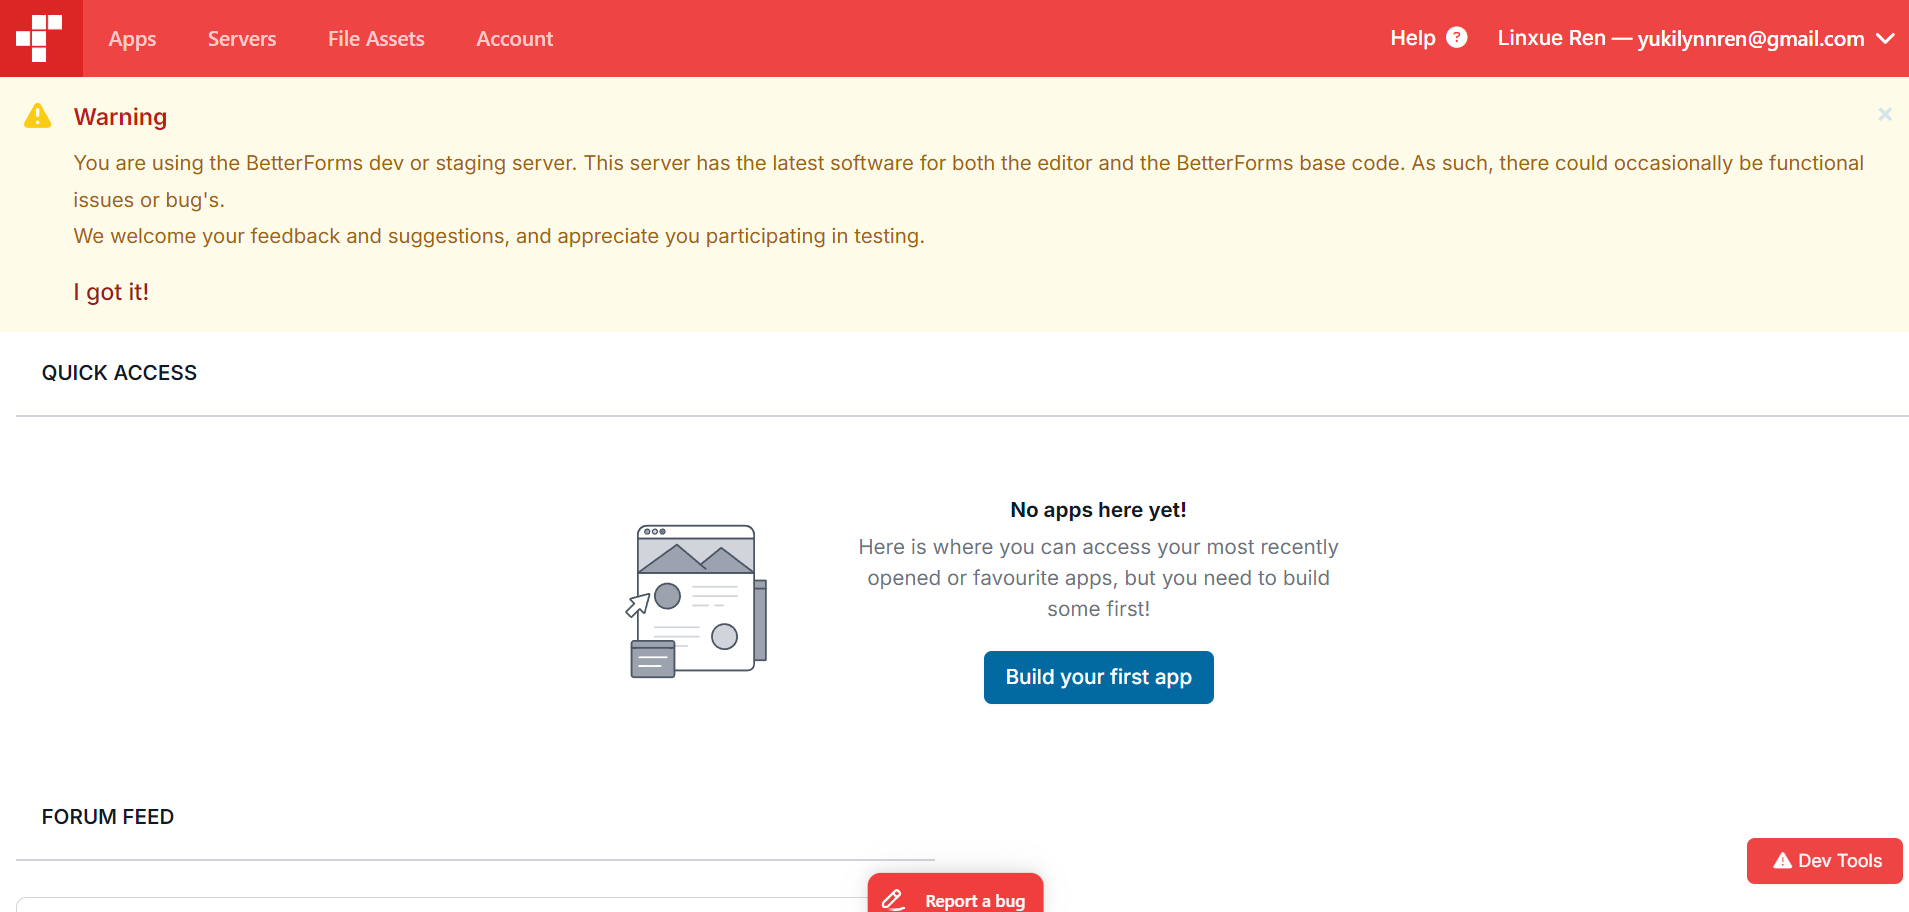 Apps Servers File Assets Account Help ? Linxue Ren — yukilynnren@gmail.com
Warning
You are using the BetterForms dev or staging server. This server has the latest software for both the editor and the BetterForms base code. As such, there could occasionally be functional
issues or bug's.
We welcome your feedback and suggestions, and appreciate you participating in testing.
I got it!
QUICK ACCESS
No apps here yet!
Here is where you can access your most recently
opened or favourite apps, but you need to build
some first!
Build your first app
FORUM FEED
Dev Tools
Report a bug